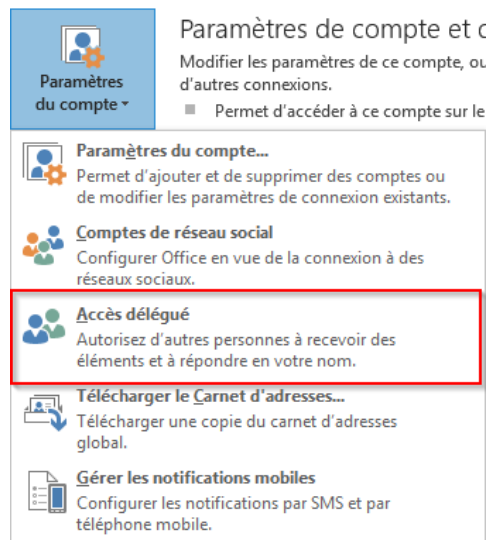 Paramètres de compte et
Modifier les paramètres de ce compte, ou
d'autres connexions.
Permet d'accéder à ce compte sur le
Paramètres
du compte
Paramètres du compte...
Permet d'ajouter et de supprimer des comptes ou
de modifier les paramètres de connexion existants.
Comptes de réseau social
Configurer Office en vue de la connexion à des
réseaux sociaux.
Accès délégué
Autorisez d'autres personnes à recevoir des
éléments et à répondre en votre nom.
Télécharger le Carnet d'adresses...
Télécharger une copie du carnet d'adresses
global.
Gérer les notifications mobiles
Configurer les notifications par SMS et par
téléphone mobile.